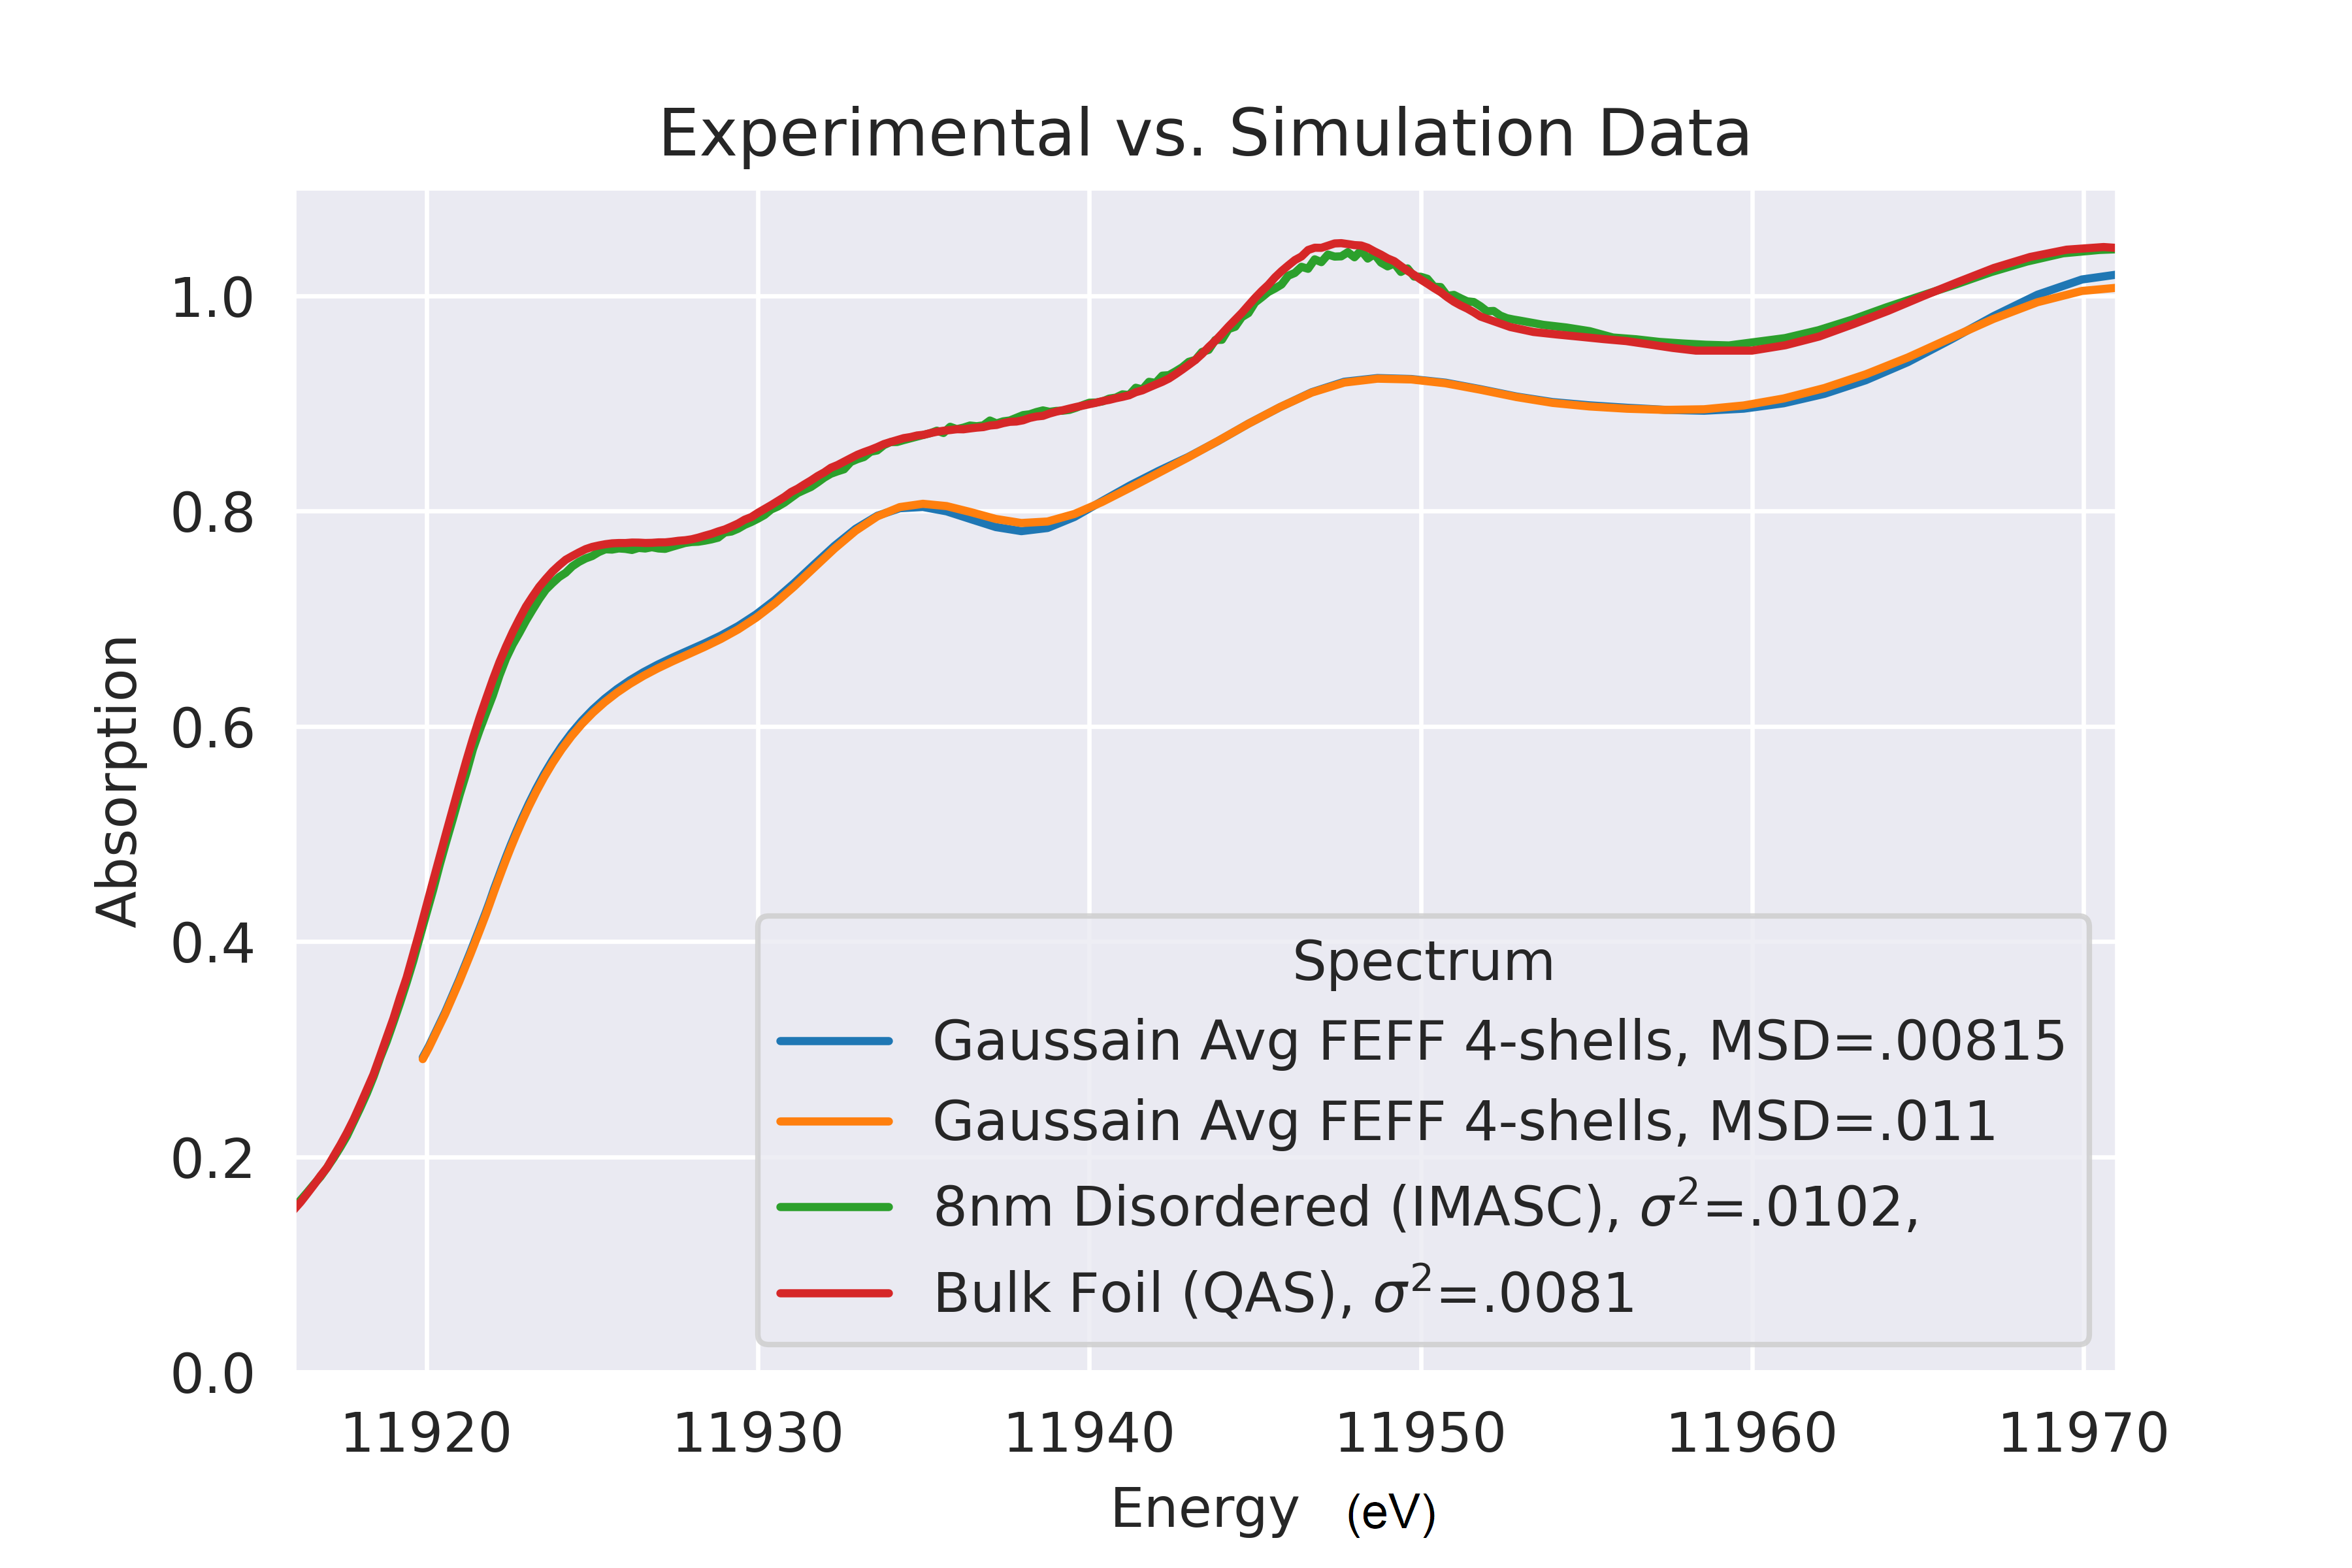 Experimental vs. Simulation Data
Absorption
1.0
0.8
0.6
0.4
0.2
0.0
Spectrum
Gaussain Avg FEFF 4-shells, MSD=.00815
Gaussain Avg FEFF 4-shells, MSD=.011
8nm Disordered (IMASC), σ²=.0102,
Bulk Foil (QAS), σ²=.0081
11920 11930 11940 11950 11960 11970
Energy (eV)